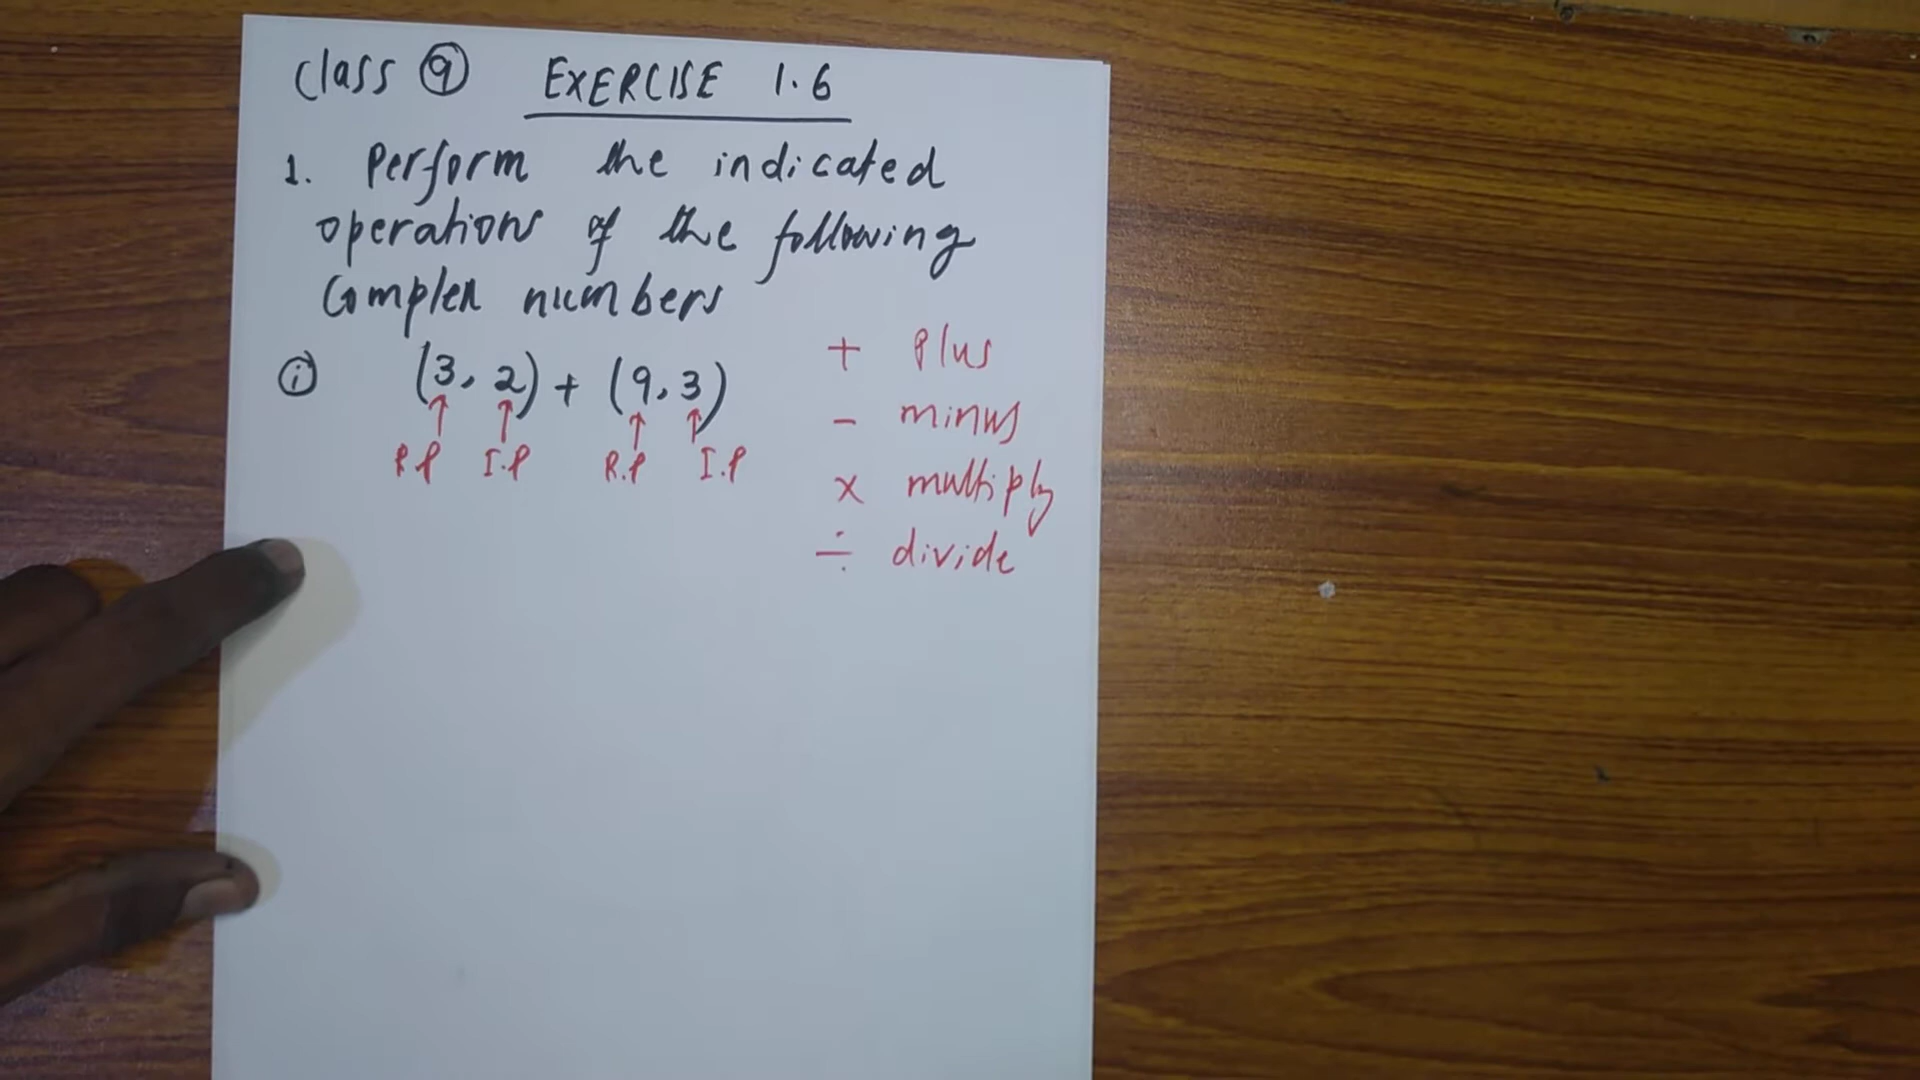 class 9 EXERCISE 1.6
1. Perform the indicated
operations of the following
Complex numbers
i (3, 2) + (9, 3)
R.P I.P R.P I.P
+ Plus
- minus
× multiply
÷ divide